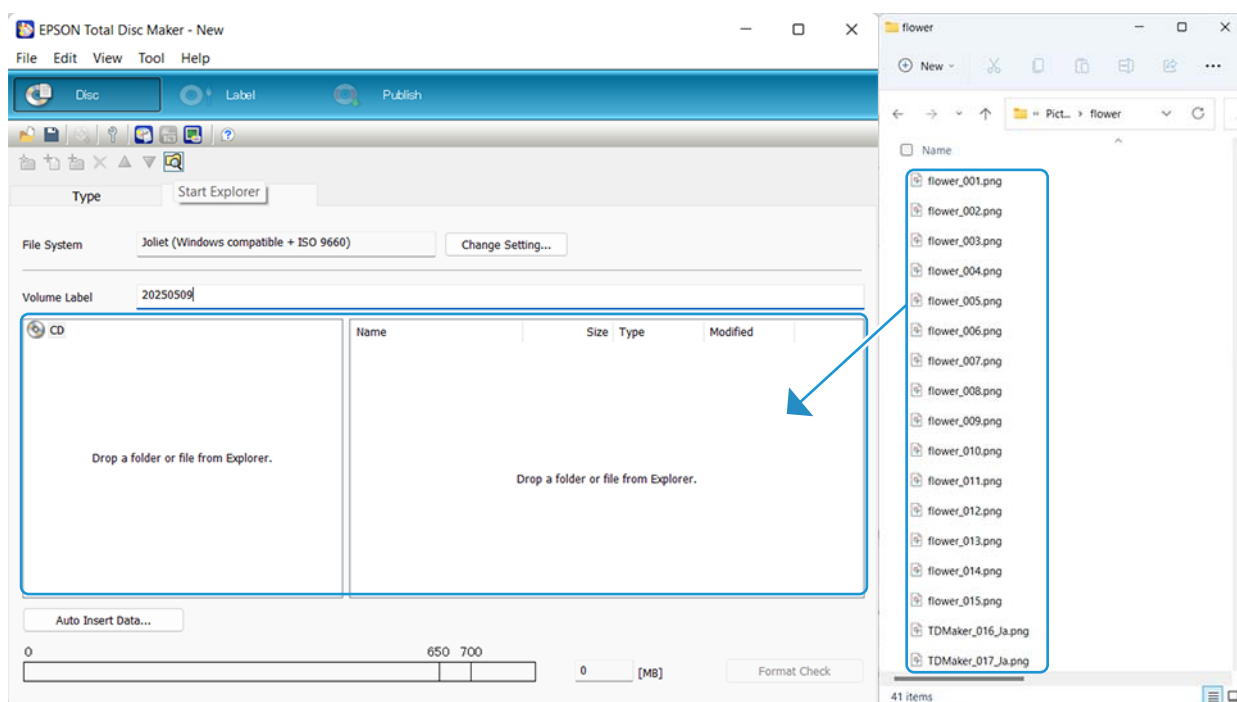 EPSON Total Disc Maker - New
File Edit View Tool Help
Disc Label Publish
Type
Start Explorer
File System
Joliet (Windows compatible + ISO 9660)
Change Setting...
Volume Label
20250509
CD
Name Size Type Modified
Drop a folder or file from Explorer.
Drop a folder or file from Explorer.
Auto Insert Data...
0 650 700
0 [MB]
Format Check
flower
New
Pict... › flower
Name
flower_001.png
flower_002.png
flower_003.png
flower_004.png
flower_005.png
flower_006.png
flower_007.png
flower_008.png
flower_009.png
flower_010.png
flower_011.png
flower_012.png
flower_013.png
flower_014.png
flower_015.png
TDMaker_016_Ja.png
TDMaker_017_Ja.png
41 items